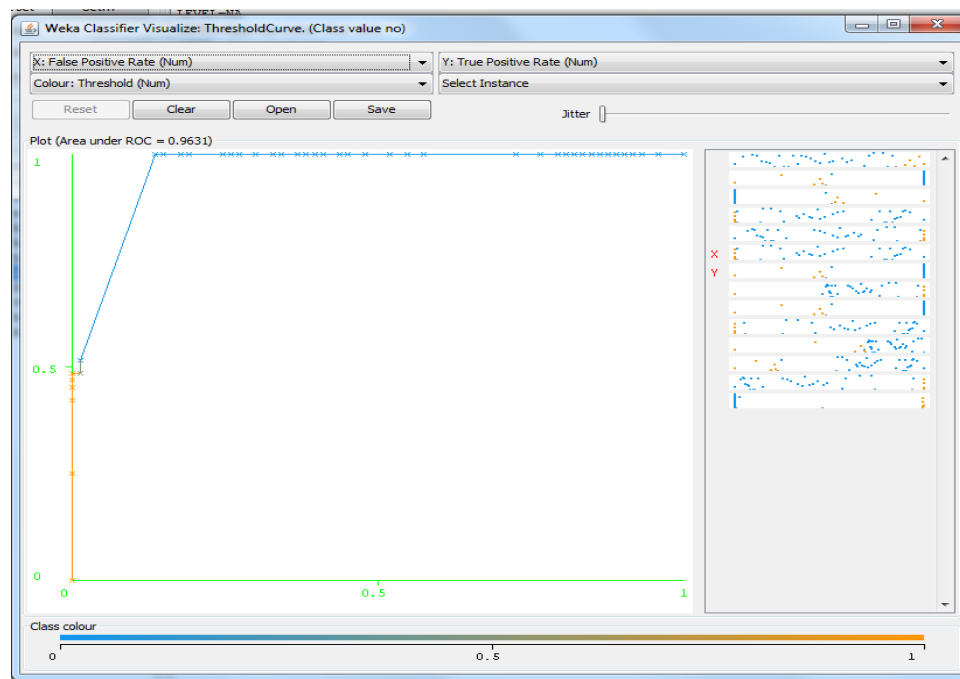 LEVEL-NA
Weka Classifier Visualize: ThresholdCurve. (Class value no)
X: False Positive Rate (Num)
Y: True Positive Rate (Num)
Colour: Threshold (Num)
Select Instance
Reset
Clear
Open
Save
Jitter
Plot (Area under ROC = 0.9631)
1
0.5
0
0
0.5
1
X
Y
Class colour
0
0.5
1